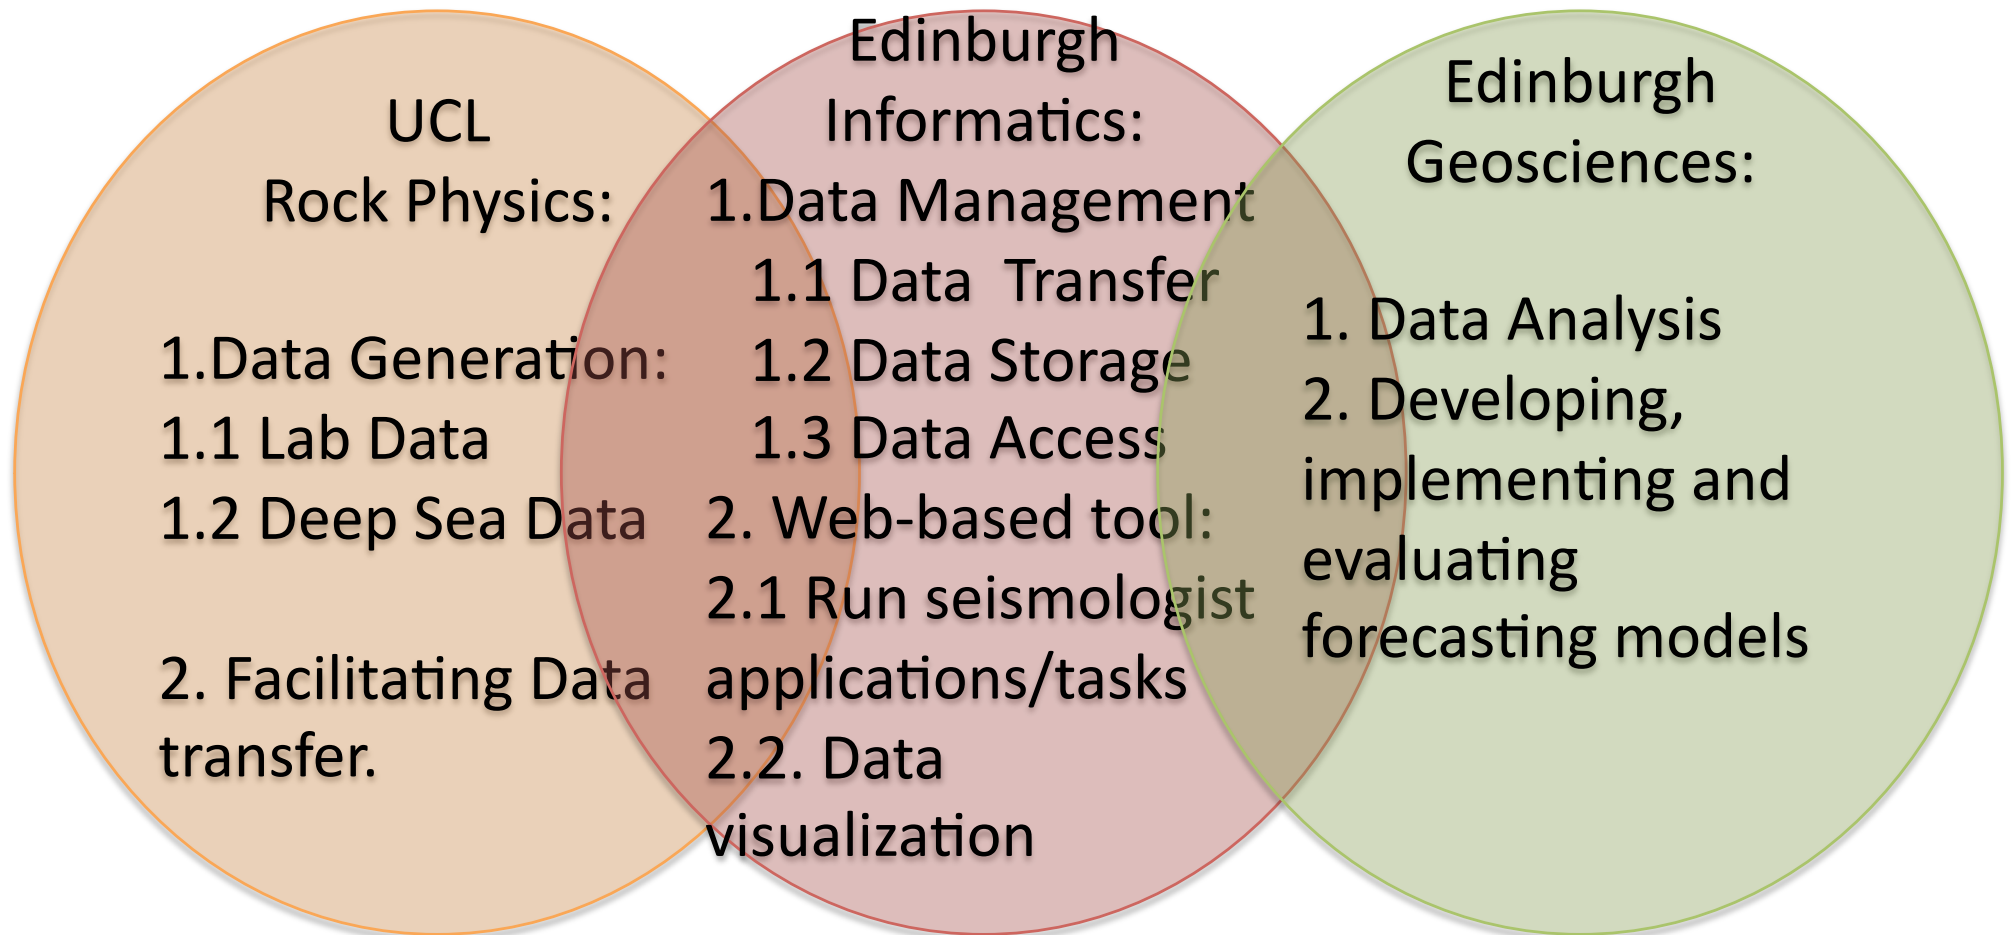 UCL
Rock Physics:
1.Data Generation:
1.1 Lab Data
1.2 Deep Sea Data
2. Facilitating Data
transfer.
Edinburgh
Informatics:
1.Data Management
1.1 Data  Transfer
1.2 Data Storage
1.3 Data Access
2. Web-based tool:
2.1 Run seismologist
applications/tasks
2.2. Data
visualization
Edinburgh
Geosciences:
1. Data Analysis
2. Developing,
implementing and
evaluating
forecasting models